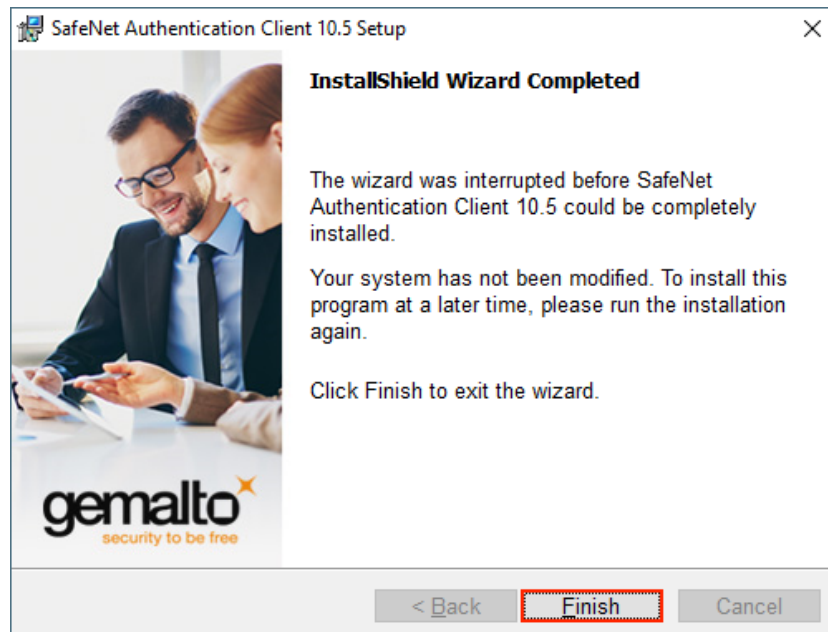 SafeNet Authentication Client 10.5 Setup
InstallShield Wizard Completed
The wizard was interrupted before SafeNet
Authentication Client 10.5 could be completely
installed.
Your system has not been modified. To install this
program at a later time, please run the installation
again.
Click Finish to exit the wizard.
gemalto
security to be free
< Back
Finish
Cancel